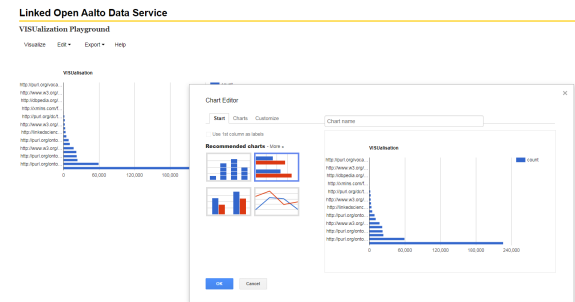 Linked Open Aalto Data Service
VISUalization Playground
Visualize Edit Export Help
VISUalisation
http://purl.org/voca...
http://www.w3.org/...
http://dbpedia.org/...
http://xmlns.com/f...
http://purl.org/dc/t...
http://www.w3.org/...
http://linkedscienc...
http://purl.org/onto...
http://www.w3.org/...
http://purl.org/onto...
http://purl.org/onto...
0 60,000 120,000 180,000
Chart Editor
Start Charts Customize
Use 1st column as labels
Recommended charts - More »
Chart name
VISUalisation
http://purl.org/voca...
http://www.w3.org/...
http://dbpedia.org/...
http://xmlns.com/f...
http://purl.org/dc/t...
http://www.w3.org/...
http://linkedscienc...
http://purl.org/onto...
http://www.w3.org/...
http://purl.org/onto...
http://purl.org/onto...
count
0 60,000 120,000 180,000 240,000
OK Cancel